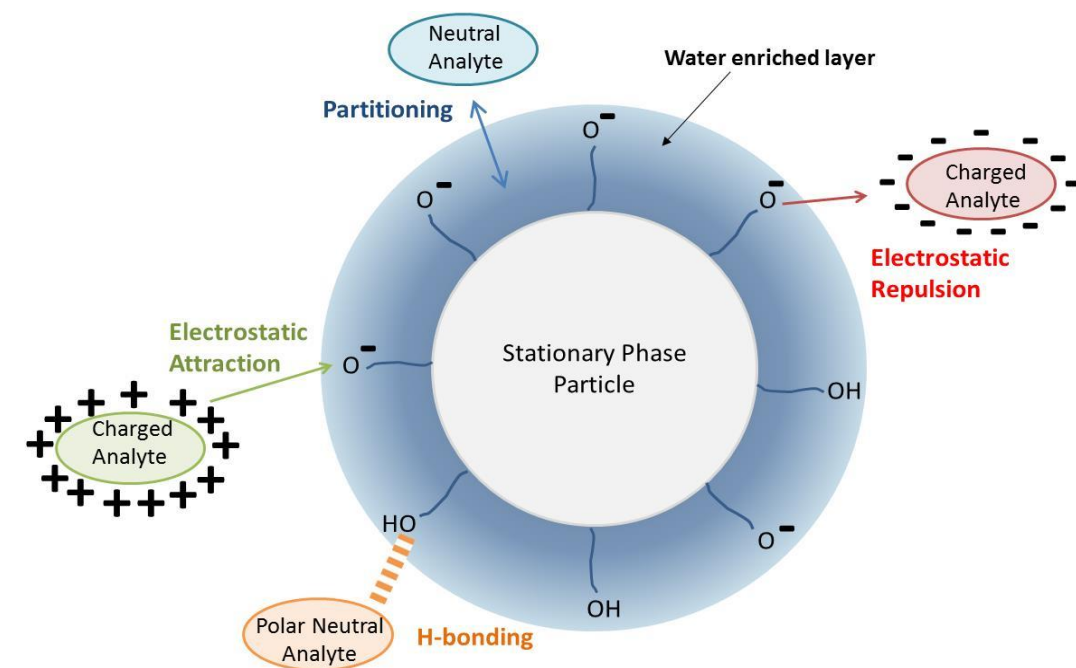 Neutral
Analyte
Water enriched layer
Partitioning
O-
O-
O-
Charged
Analyte
Electrostatic
Repulsion
Electrostatic
Attraction
O-
Stationary Phase
Particle
OH
Charged
Analyte
HO
O-
OH
Polar Neutral
Analyte
H-bonding